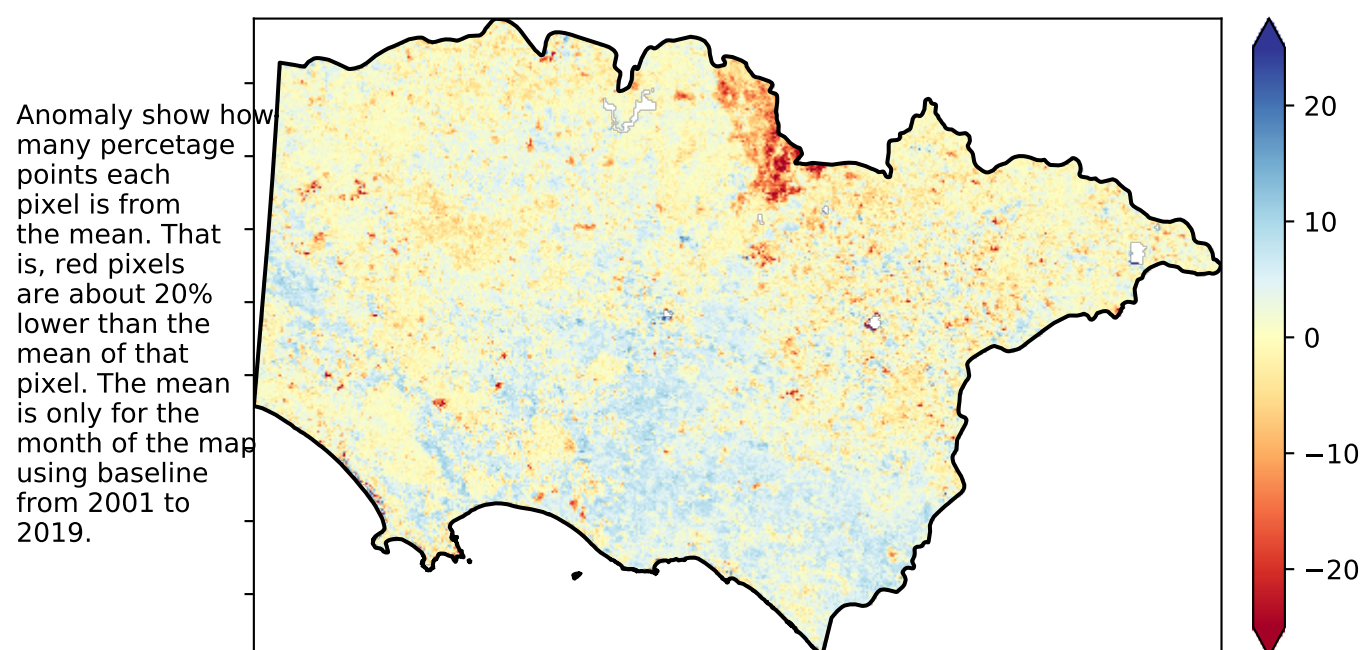 Anomaly show how
many percetage
points each
pixel is from
the mean. That
is, red pixels
are about 20%
lower than the
mean of that
pixel. The mean
is only for the
month of the map
using baseline
from 2001 to
2019.
20
10
0
−10
−20